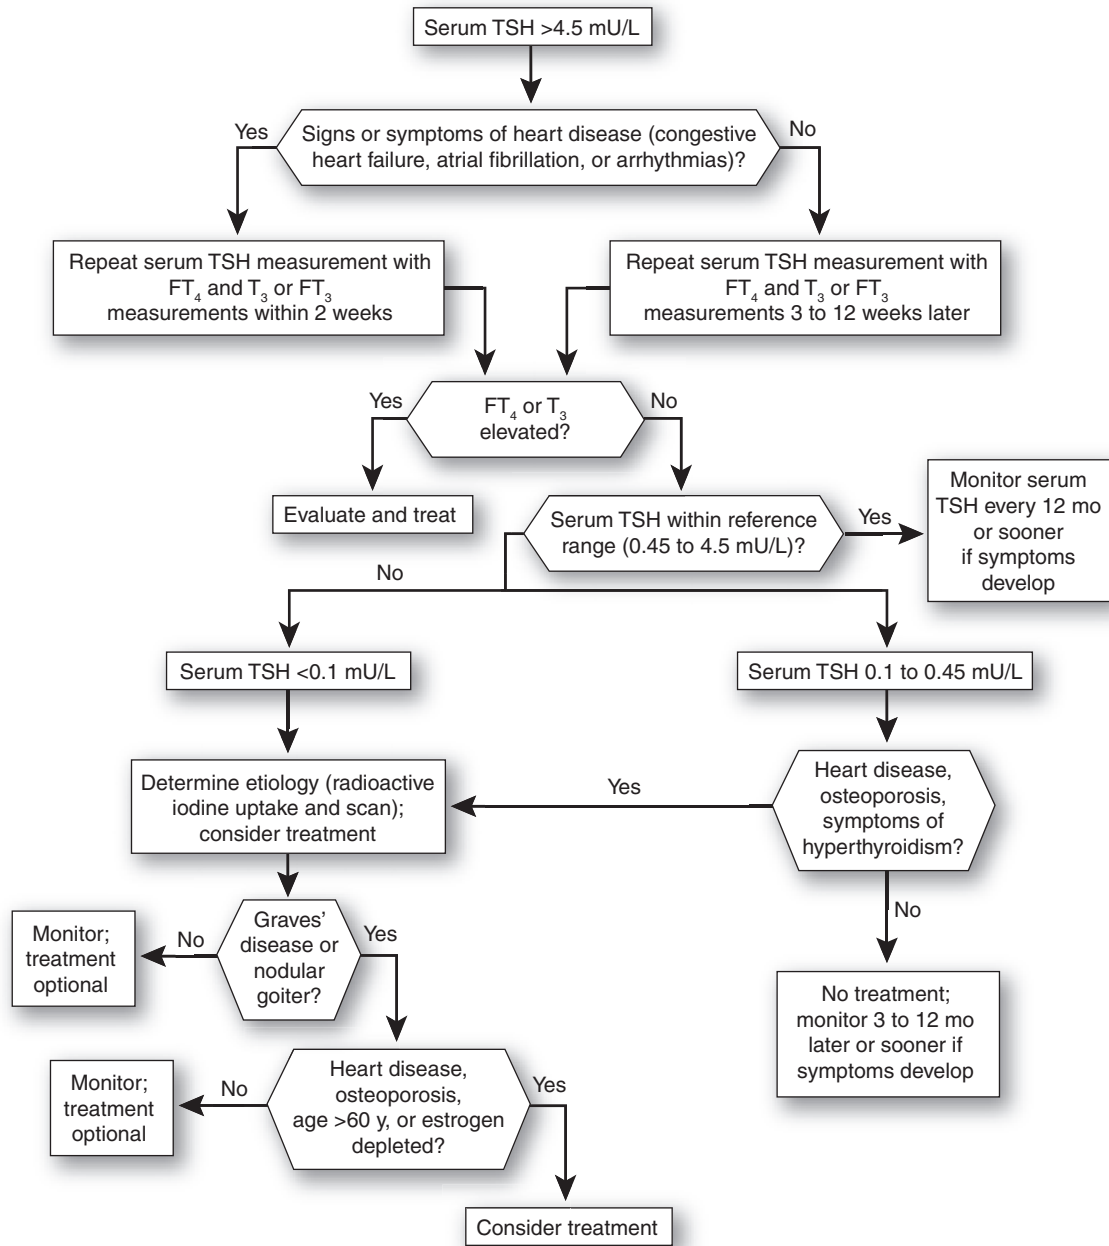 Serum TSH >4.5 mU/L
Yes
Signs or symptoms of heart disease (congestive
heart failure, atrial fibrillation, or arrhythmias)?
No
Repeat serum TSH measurement with
FT₄ and T₃ or FT₃
measurements within 2 weeks
Repeat serum TSH measurement with
FT₄ and T₃ or FT₃
measurements 3 to 12 weeks later
Yes
FT₄ or T₃
elevated?
No
Evaluate and treat
Serum TSH within reference
range (0.45 to 4.5 mU/L)?
Yes
Monitor serum
TSH every 12 mo
or sooner
if symptoms
develop
No
Serum TSH <0.1 mU/L
Serum TSH 0.1 to 0.45 mU/L
Determine etiology (radioactive
iodine uptake and scan);
consider treatment
Yes
Heart disease,
osteoporosis,
symptoms of
hyperthyroidism?
No
Monitor;
treatment
optional
No
Graves’
disease or
nodular
goiter?
Yes
No treatment;
monitor 3 to 12 mo
later or sooner if
symptoms develop
Monitor;
treatment
optional
No
Heart disease,
osteoporosis,
age >60 y, or estrogen
depleted?
Yes
Consider treatment